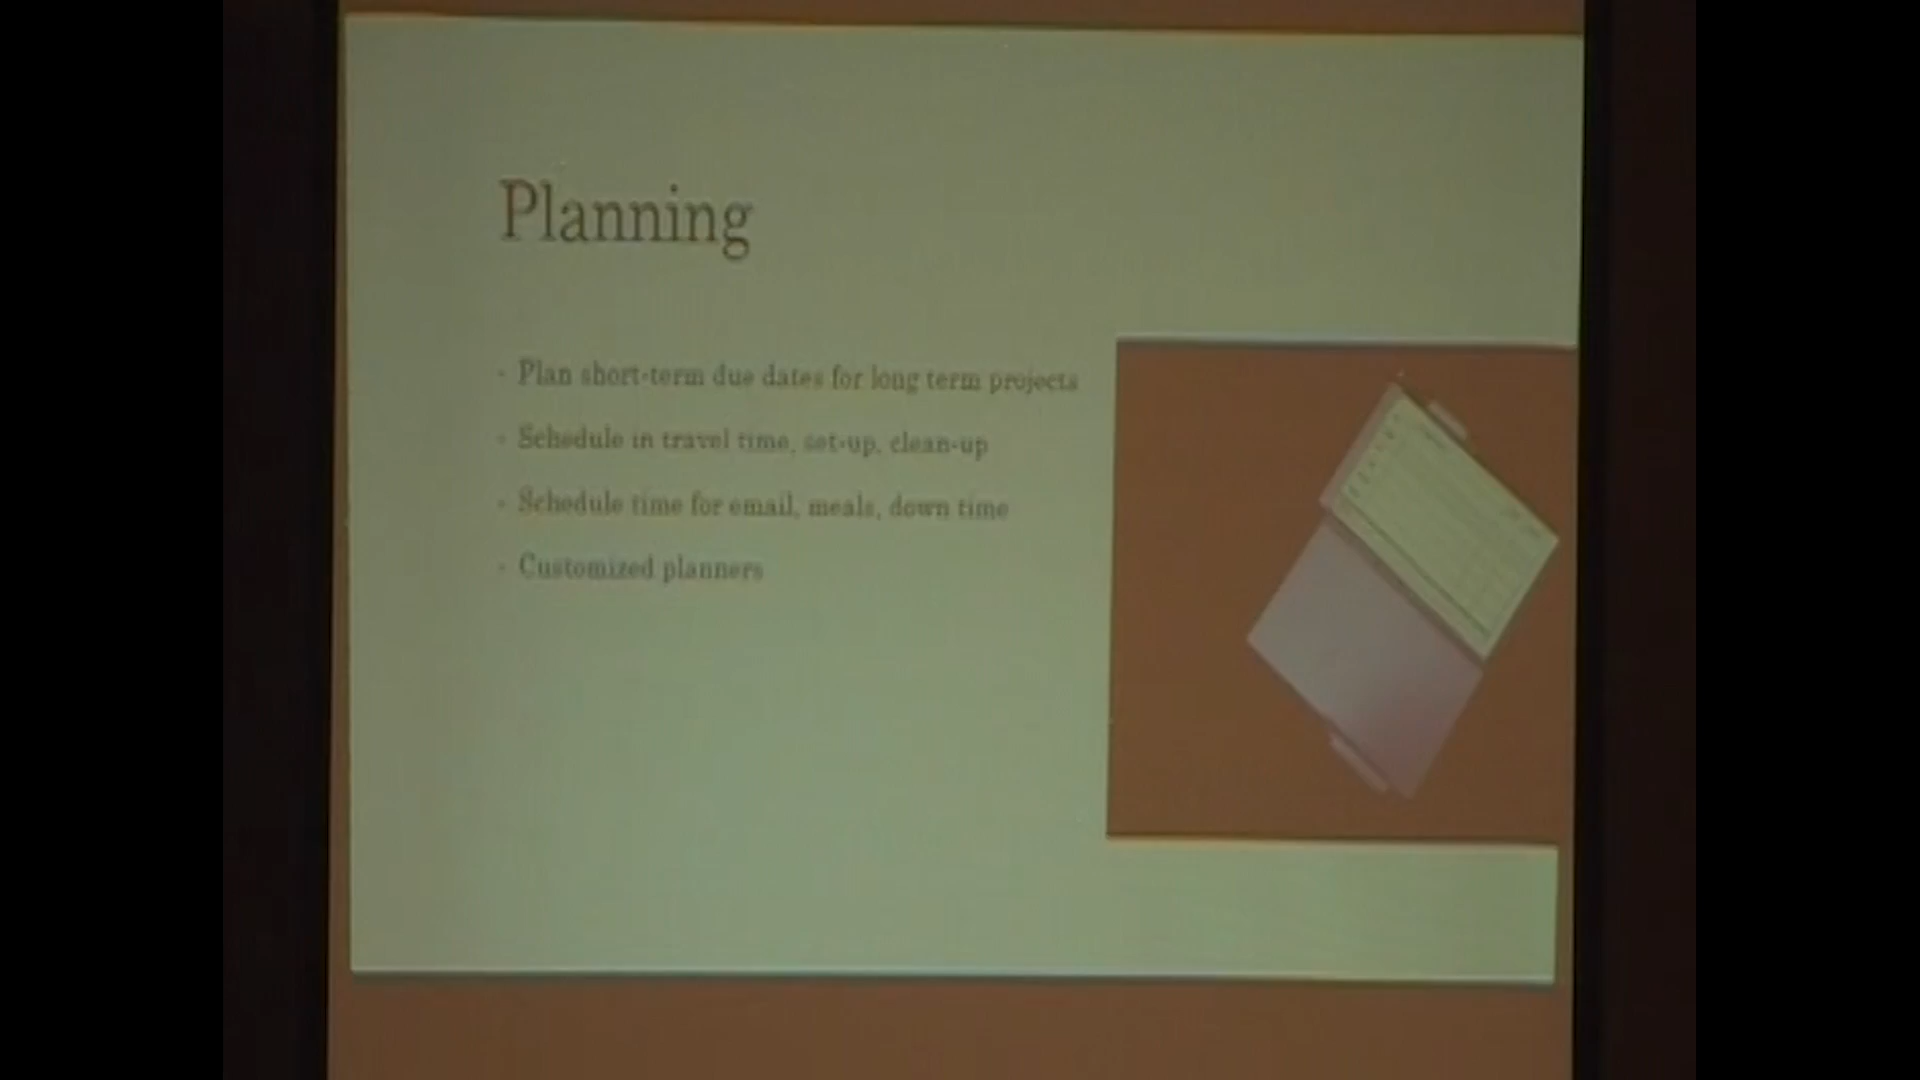 Planning
- Plan short-term due dates for long term projects
- Schedule in travel time, set-up, clean-up
- Schedule time for email, meals, down time
- Customized planners